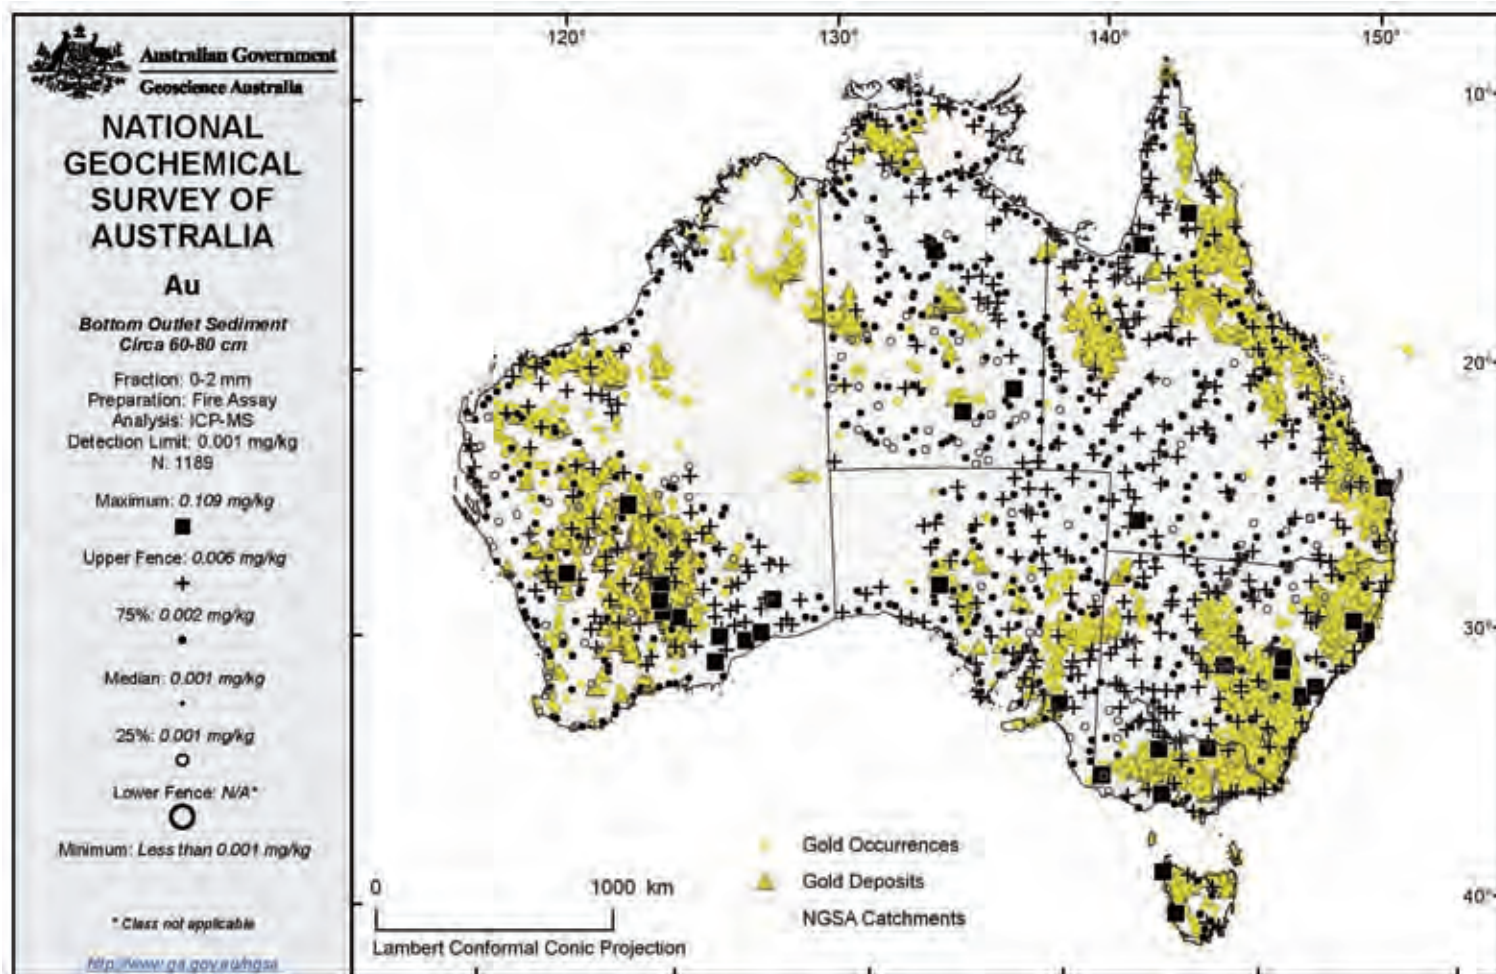 Australian Government
Geoscience Australia
NATIONAL
GEOCHEMICAL
SURVEY OF
AUSTRALIA
Au
Bottom Outlet Sediment
Circa 60-80 cm
Fraction: 0-2 mm
Preparation: Fire Assay
Analysis: ICP-MS
Detection Limit: 0.001 mg/kg
N: 1189
Maximum: 0.109 mg/kg
Upper Fence: 0.006 mg/kg
75%: 0.002 mg/kg
Median: 0.001 mg/kg
25%: 0.001 mg/kg
Lower Fence: N/A*
Minimum: Less than 0.001 mg/kg
* Class not applicable
http://www.ga.gov.au/ngsa
120° 130° 140° 150°
10°
20°
30°
40°
Gold Occurrences
Gold Deposits
NGSA Catchments
0 1000 km
Lambert Conformal Conic Projection